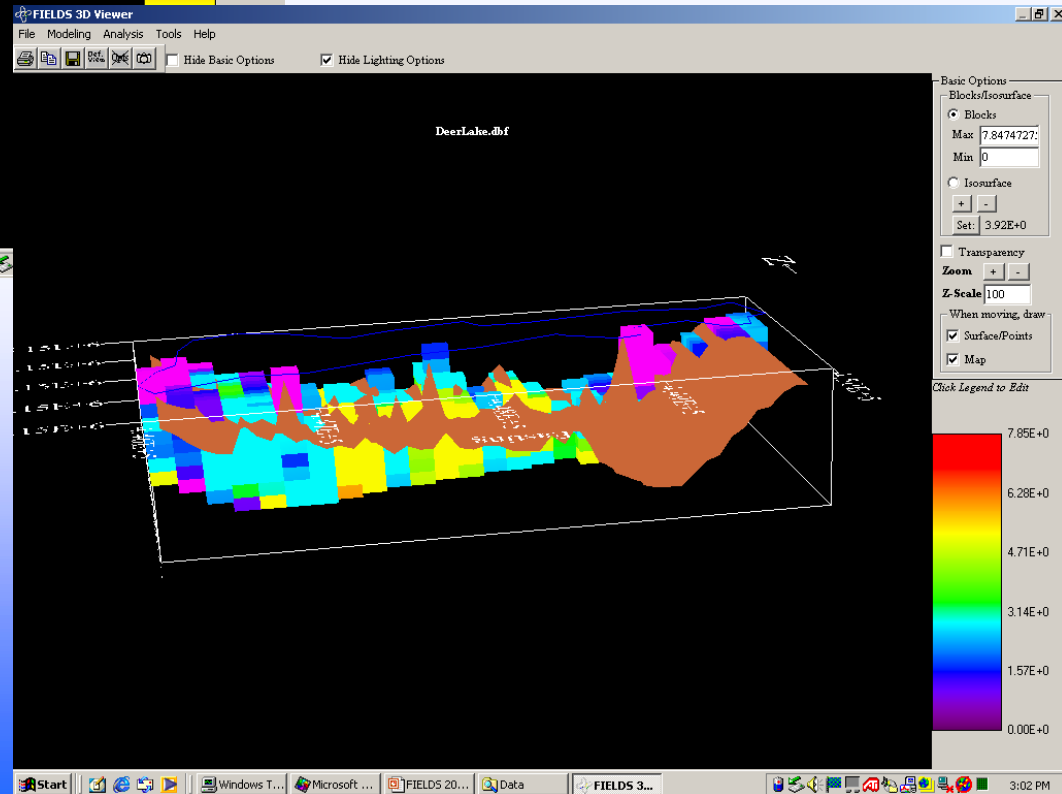 FIELDS 3D Viewer
File Modeling Analysis Tools Help
Def. View
Hide Basic Options Hide Lighting Options
DeerLake.dbf
Basic Options
Blocks/Isosurface
Blocks
Max 7.8474727
Min 0
Isosurface
+ -
Set: 3.92E+0
Transparency
Zoom + -
Z-Scale 100
When moving, draw
Surface/Points
Map
Click Legend to Edit
7.85E+0
6.28E+0
4.71E+0
3.14E+0
1.57E+0
0.00E+0
Start Windows T... Microsoft ... FIELDS 20... Data FIELDS 3... 3:02 PM